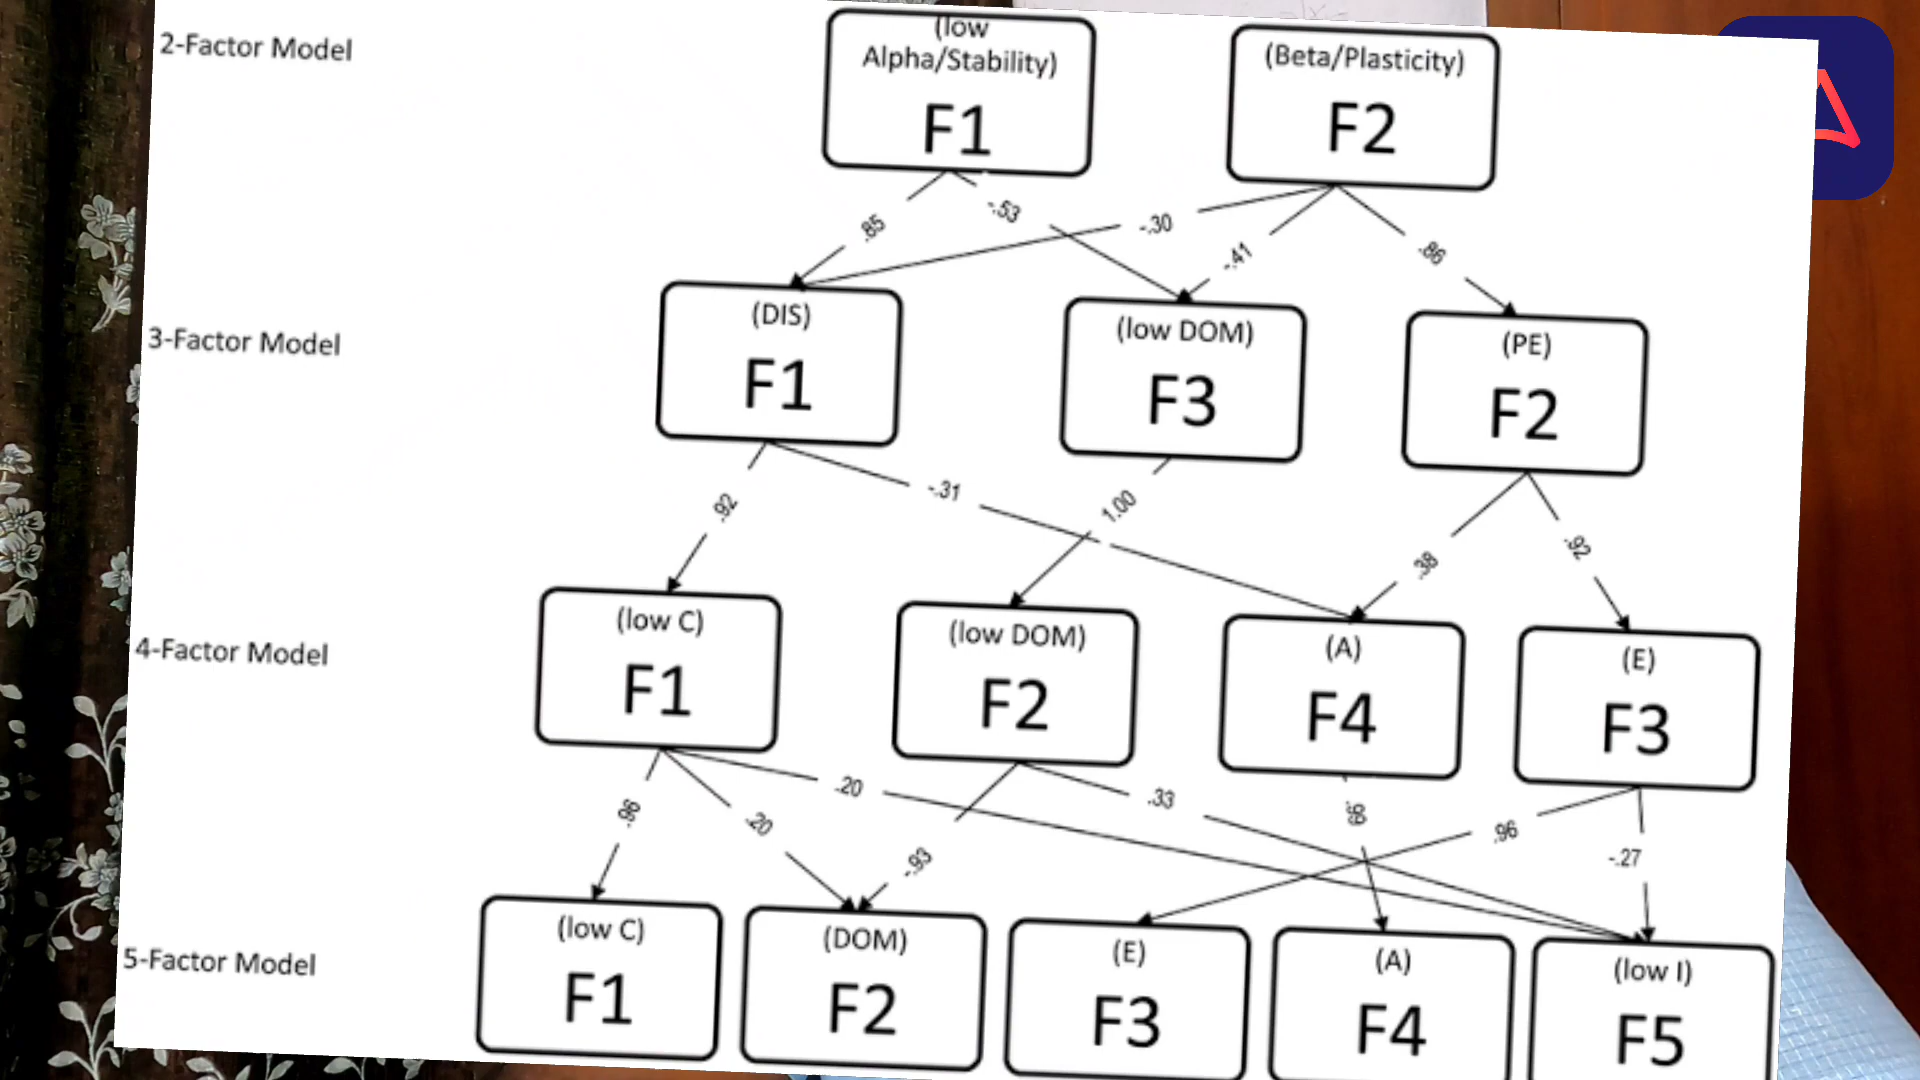 2-Factor Model
(low
Alpha/Stability)
F1
(Beta/Plasticity)
F2
.85
-.53
-.30
-.41
.86
3-Factor Model
(DIS)
F1
(low DOM)
F3
(PE)
F2
.92
-.31
1.00
.38
.92
4-Factor Model
(low C)
F1
(low DOM)
F2
(A)
F4
(E)
F3
.96
.20
.20
-.93
.33
.99
.96
-.27
5-Factor Model
(low C)
F1
(DOM)
F2
(E)
F3
(A)
F4
(low I)
F5